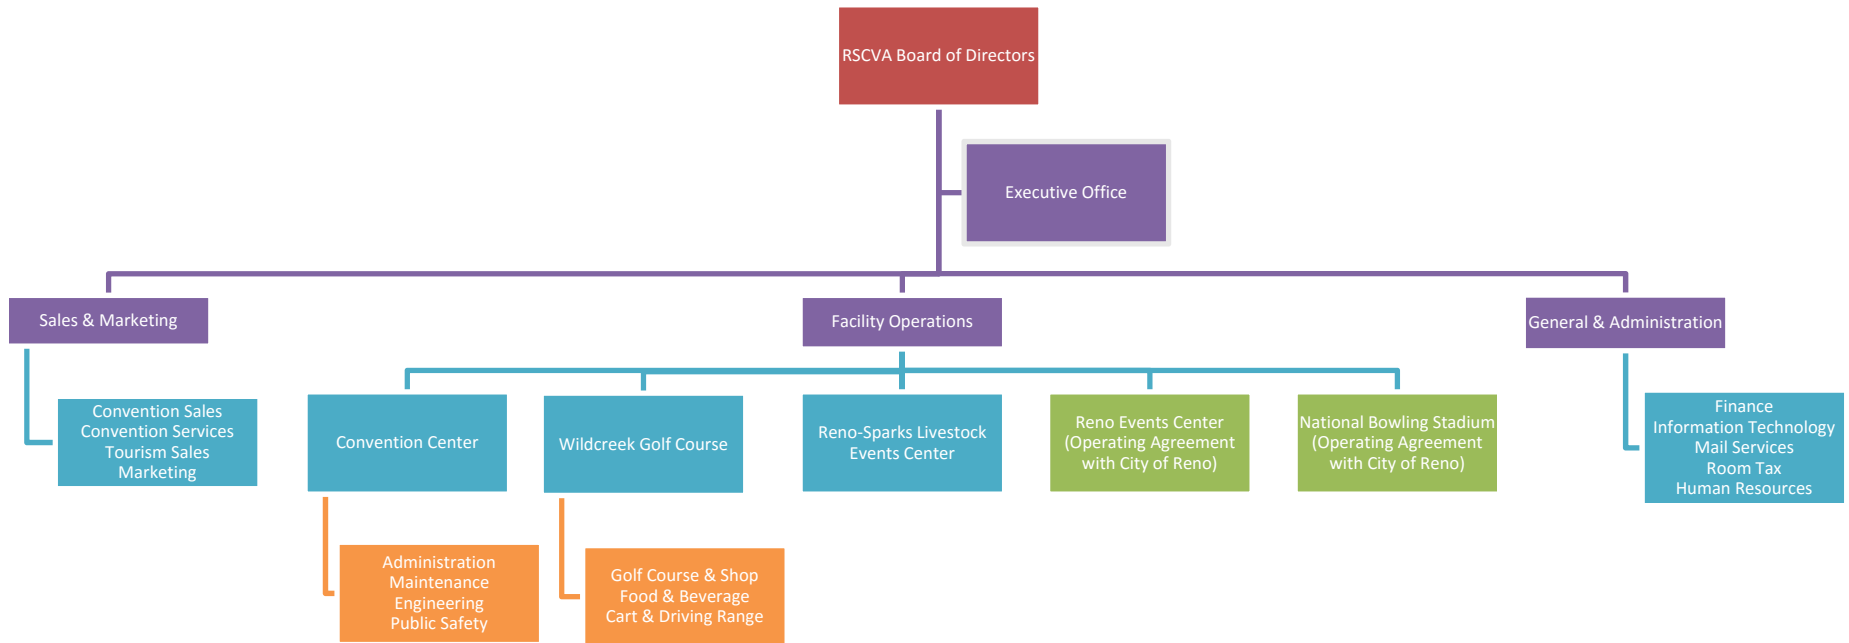 RSCVA Board of Directors
Executive Office
Sales & Marketing
Facility Operations
General & Administration
Convention Sales
Convention Services
Tourism Sales
Marketing
Convention Center
Wildcreek Golf Course
Reno-Sparks Livestock
Events Center
Reno Events Center
(Operating Agreement
with City of Reno)
National Bowling Stadium
(Operating Agreement
with City of Reno)
Finance
Information Technology
Mail Services
Room Tax
Human Resources
Administration
Maintenance
Engineering
Public Safety
Golf Course & Shop
Food & Beverage
Cart & Driving Range